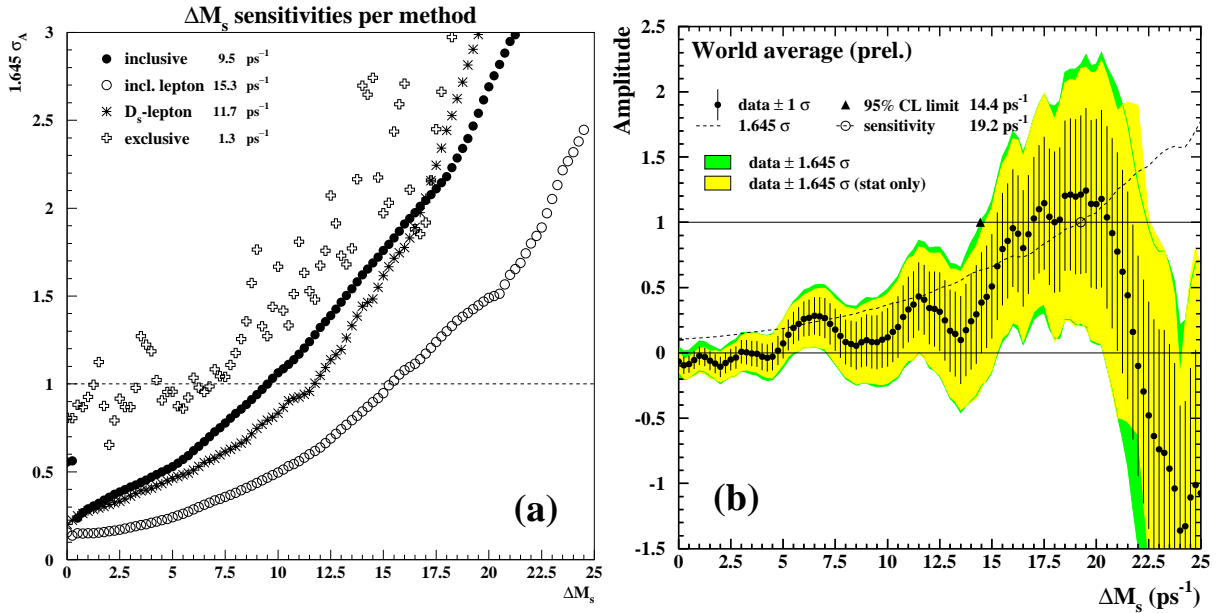 ΔMs sensitivities per method
1.645 σA
3
2.5
2
1.5
1
0.5
0
inclusive 9.5 ps⁻¹
incl. lepton 15.3 ps⁻¹
Ds-lepton 11.7 ps⁻¹
exclusive 1.3 ps⁻¹
(a)
0 2.5 5 7.5 10 12.5 15 17.5 20 22.5 25
ΔMs
Amplitude
2.5
2
1.5
1
0.5
0
-0.5
-1
-1.5
World average (prel.)
data ± 1 σ
1.645 σ
95% CL limit 14.4 ps⁻¹
sensitivity 19.2 ps⁻¹
data ± 1.645 σ
data ± 1.645 σ (stat only)
(b)
0 2.5 5 7.5 10 12.5 15 17.5 20 22.5 25
ΔMs (ps⁻¹)